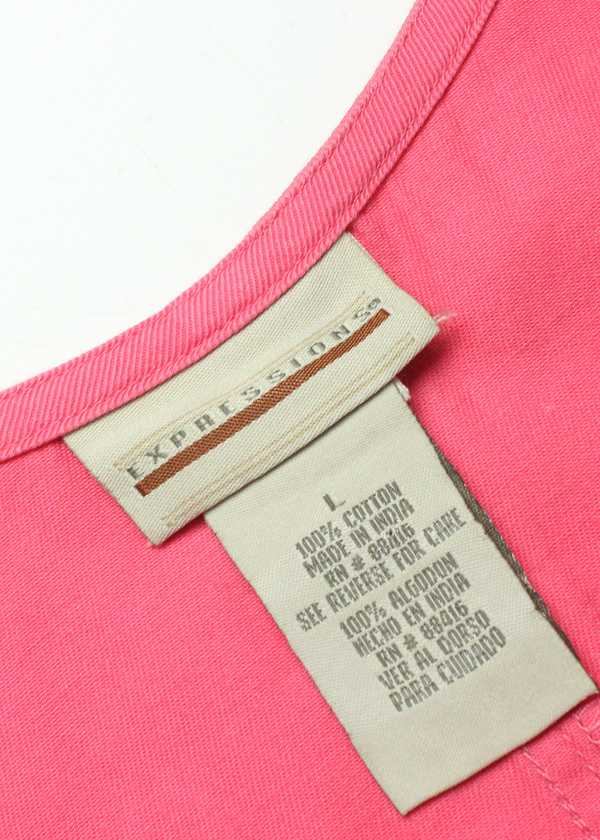 EXPRESSIONS®
L
100% COTTON
MADE IN INDIA
RN # 88416
SEE REVERSE FOR CARE
100% ALGODON
HECHO EN INDIA
RN # 88416
VER AL DORSO
PARA CUIDADO